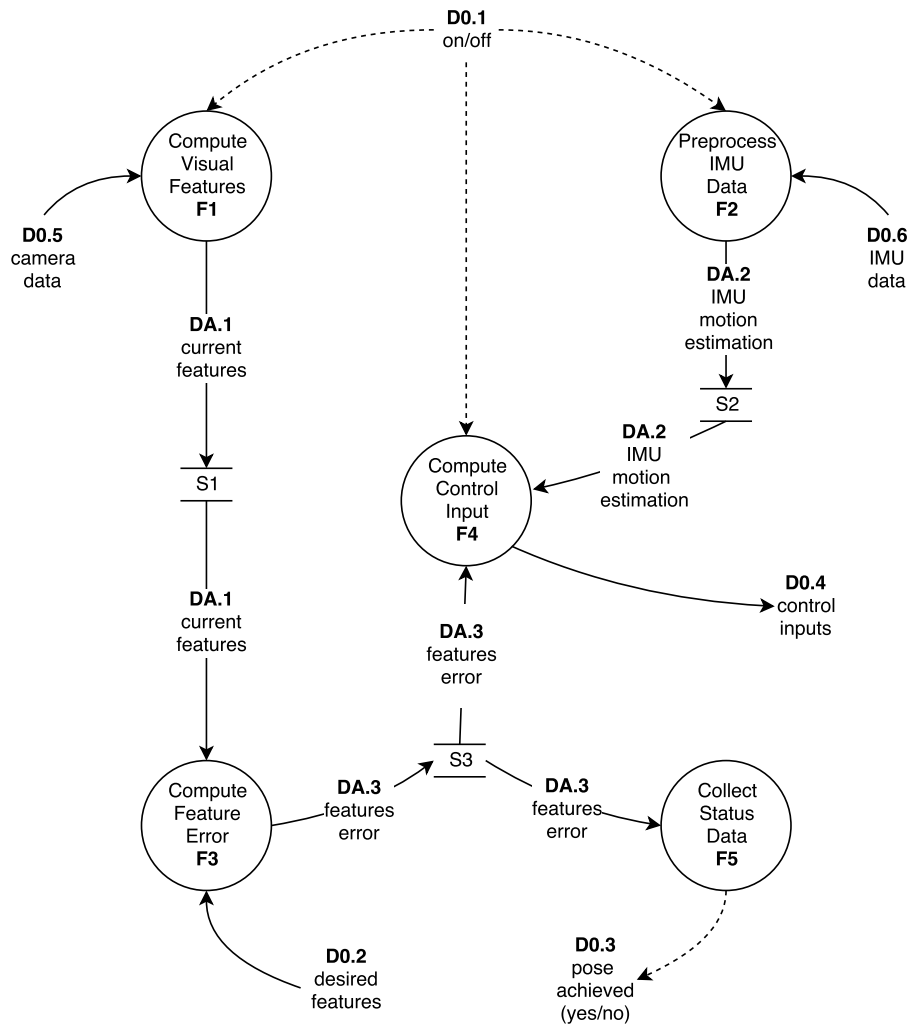 D0.1
on/off
Compute
Visual
Features
F1
Preprocess
IMU
Data
F2
D0.5
camera
data
D0.6
IMU
data
DA.1
current
features
DA.2
IMU
motion
estimation
S2
S1
DA.2
IMU
motion
estimation
Compute
Control
Input
F4
D0.4
control
inputs
DA.1
current
features
DA.3
features
error
S3
Compute
Feature
Error
F3
DA.3
features
error
DA.3
features
error
Collect
Status
Data
F5
D0.2
desired
features
D0.3
pose
achieved
(yes/no)